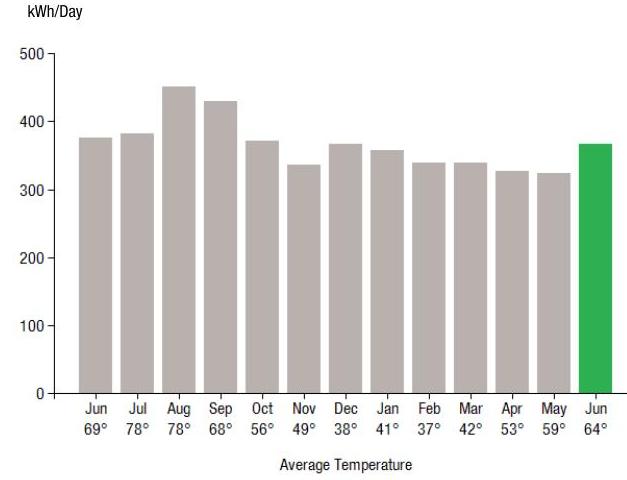 kWh/Day
500
400
300
200
100
0
Jun Jul Aug Sep Oct Nov Dec Jan Feb Mar Apr May Jun
69° 78° 78° 68° 56° 49° 38° 41° 37° 42° 53° 59° 64°
Average Temperature